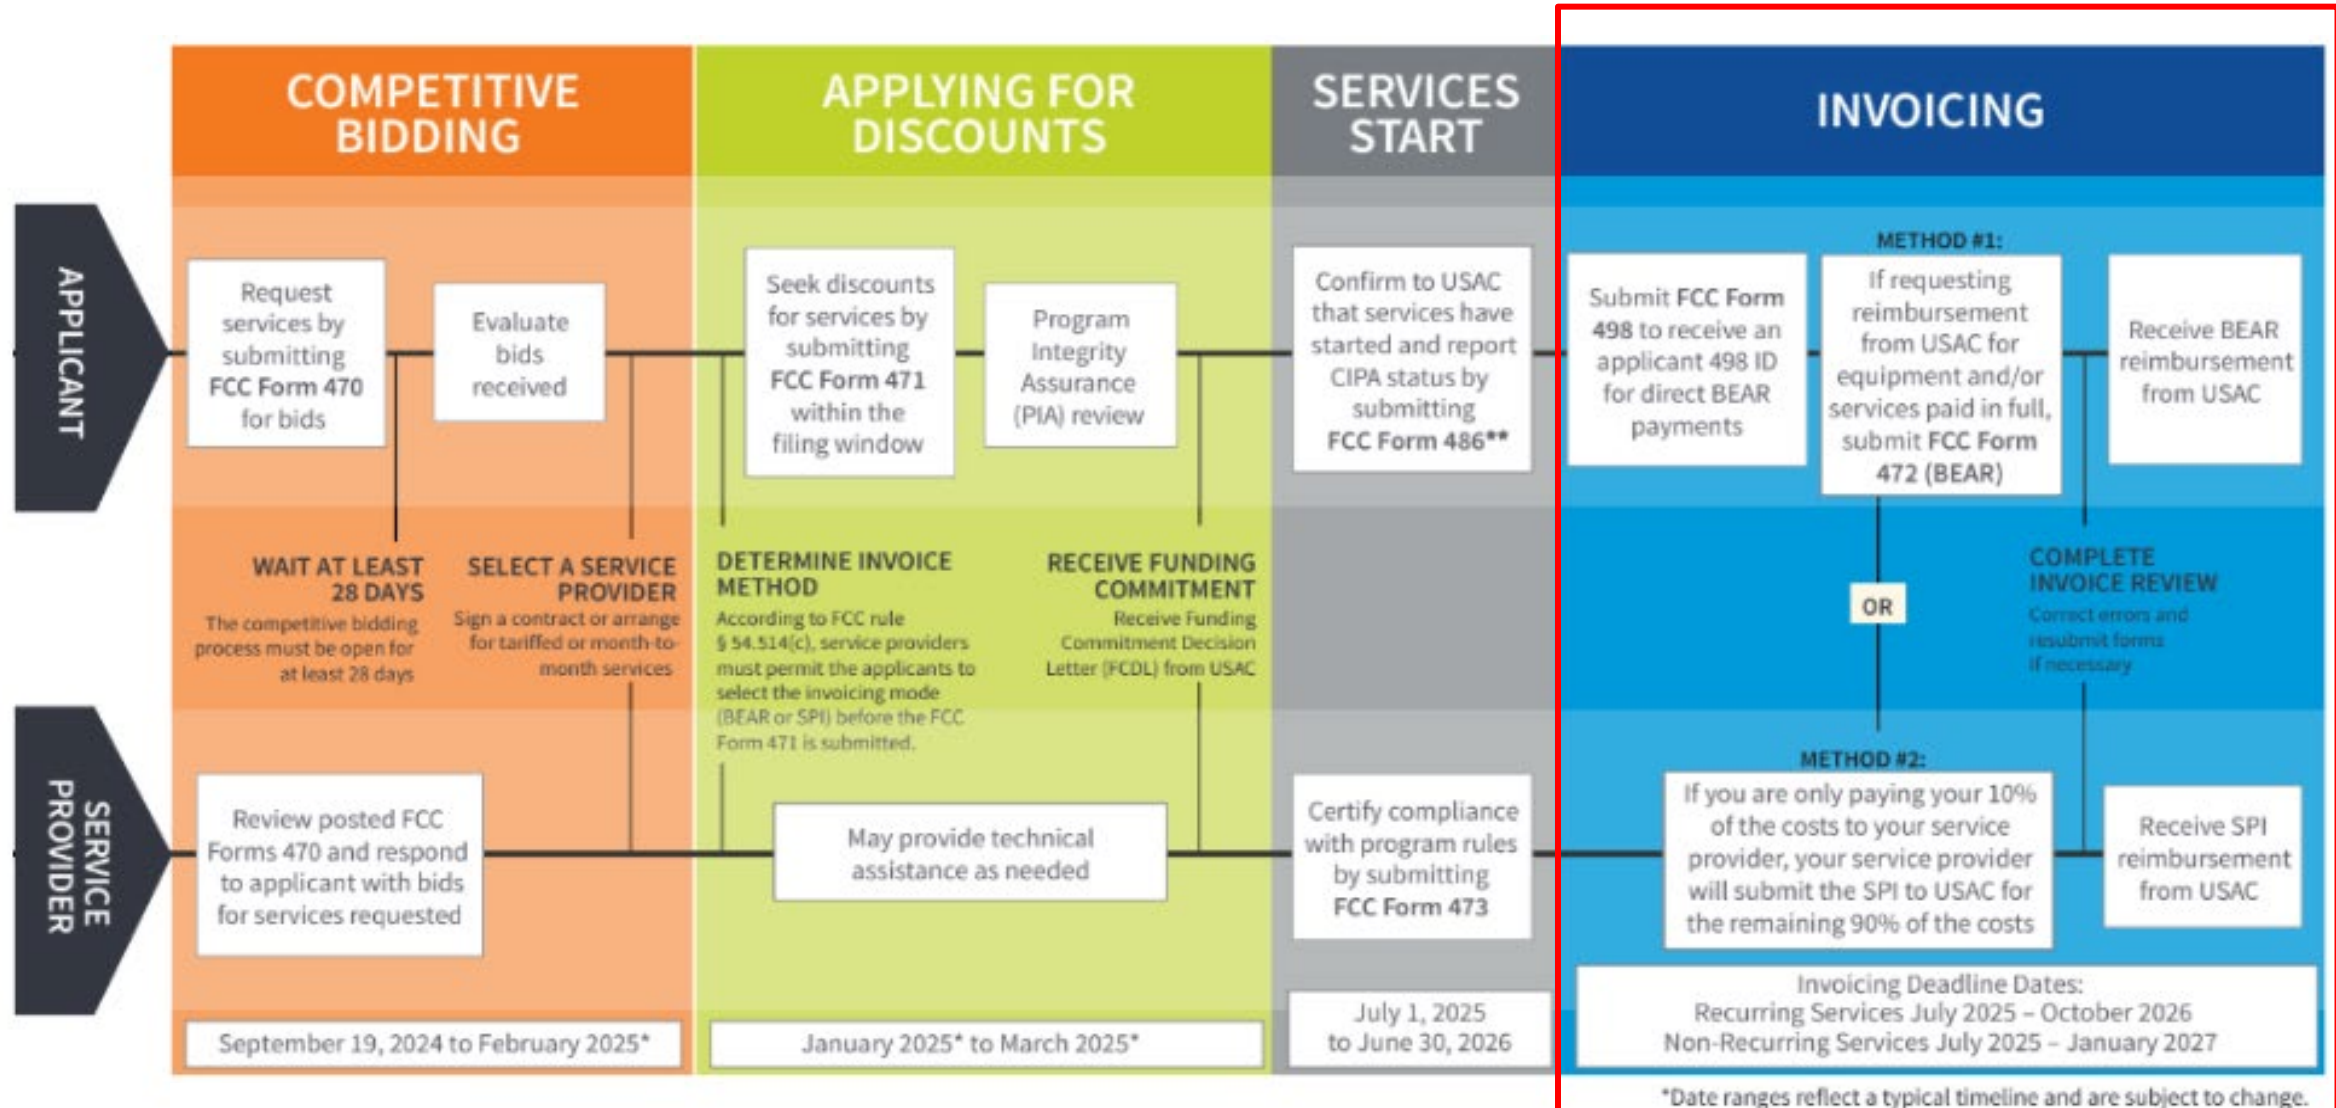 COMPETITIVE
BIDDING
APPLYING FOR
DISCOUNTS
SERVICES
START
INVOICING
APPLICANT
Request
services by
submitting
FCC Form 470
for bids
Evaluate
bids
received
Seek discounts
for services by
submitting
FCC Form 471
within the
filing window
Program
Integrity
Assurance
(PIA) review
Confirm to USAC
that services have
started and report
CIPA status by
submitting
FCC Form 486**
Submit FCC Form
498 to receive an
applicant 498 ID
for direct BEAR
payments
METHOD #1:
If requesting
reimbursement
from USAC for
equipment and/or
services paid in full,
submit FCC Form
472 (BEAR)
Receive BEAR
reimbursement
from USAC
WAIT AT LEAST
28 DAYS
The competitive bidding
process must be open for
at least 28 days
SELECT A SERVICE
PROVIDER
Sign a contract or arrange
for tariffed or month-to-
month services
DETERMINE INVOICE
METHOD
According to FCC rule
§ 54.514(c), service providers
must permit the applicants to
select the invoicing mode
(BEAR or SPI) before the FCC
Form 471 is submitted.
RECEIVE FUNDING
COMMITMENT
Receive Funding
Commitment Decision
Letter (FCDL) from USAC
OR
COMPLETE
INVOICE REVIEW
Correct errors and
resubmit forms
if necessary
SERVICE
PROVIDER
Review posted FCC
Forms 470 and respond
to applicant with bids
for services requested
May provide technical
assistance as needed
Certify compliance
with program rules
by submitting
FCC Form 473
METHOD #2:
If you are only paying your 10%
of the costs to your service
provider, your service provider
will submit the SPI to USAC for
the remaining 90% of the costs
Receive SPI
reimbursement
from USAC
September 19, 2024 to February 2025*
January 2025* to March 2025*
July 1, 2025
to June 30, 2026
Invoicing Deadline Dates:
Recurring Services July 2025 – October 2026
Non-Recurring Services July 2025 – January 2027
*Date ranges reflect a typical timeline and are subject to change.